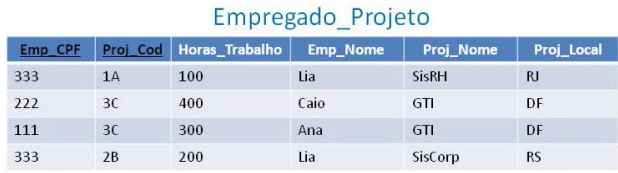 Empregado_Projeto
Emp_CPF Proj_Cod Horas_Trabalho Emp_Nome Proj_Nome Proj_Local
333 1A 100 Lia SisRH RJ
222 3C 400 Caio GTI DF
111 3C 300 Ana GTI DF
333 2B 200 Lia SisCorp RS